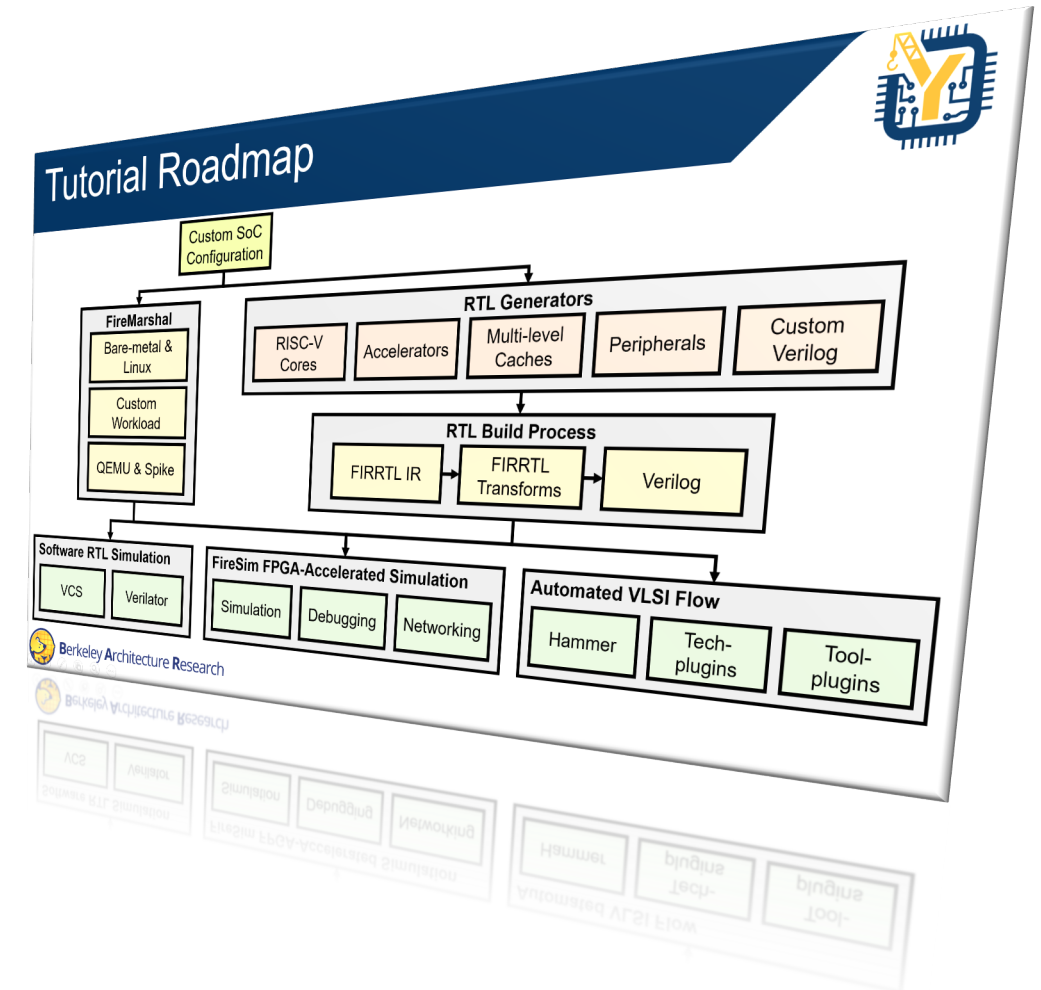 Tutorial Roadmap
Custom SoC
Configuration
FireMarshal
Bare-metal &
Linux
Custom
Workload
QEMU & Spike
RTL Generators
RISC-V
Cores
Accelerators
Multi-level
Caches
Peripherals
Custom
Verilog
RTL Build Process
FIRRTL IR
FIRRTL
Transforms
Verilog
Software RTL Simulation
VCS
Verilator
FireSim FPGA-Accelerated Simulation
Simulation
Debugging
Networking
Automated VLSI Flow
Hammer
Tech-
plugins
Tool-
plugins
Berkeley Architecture Research